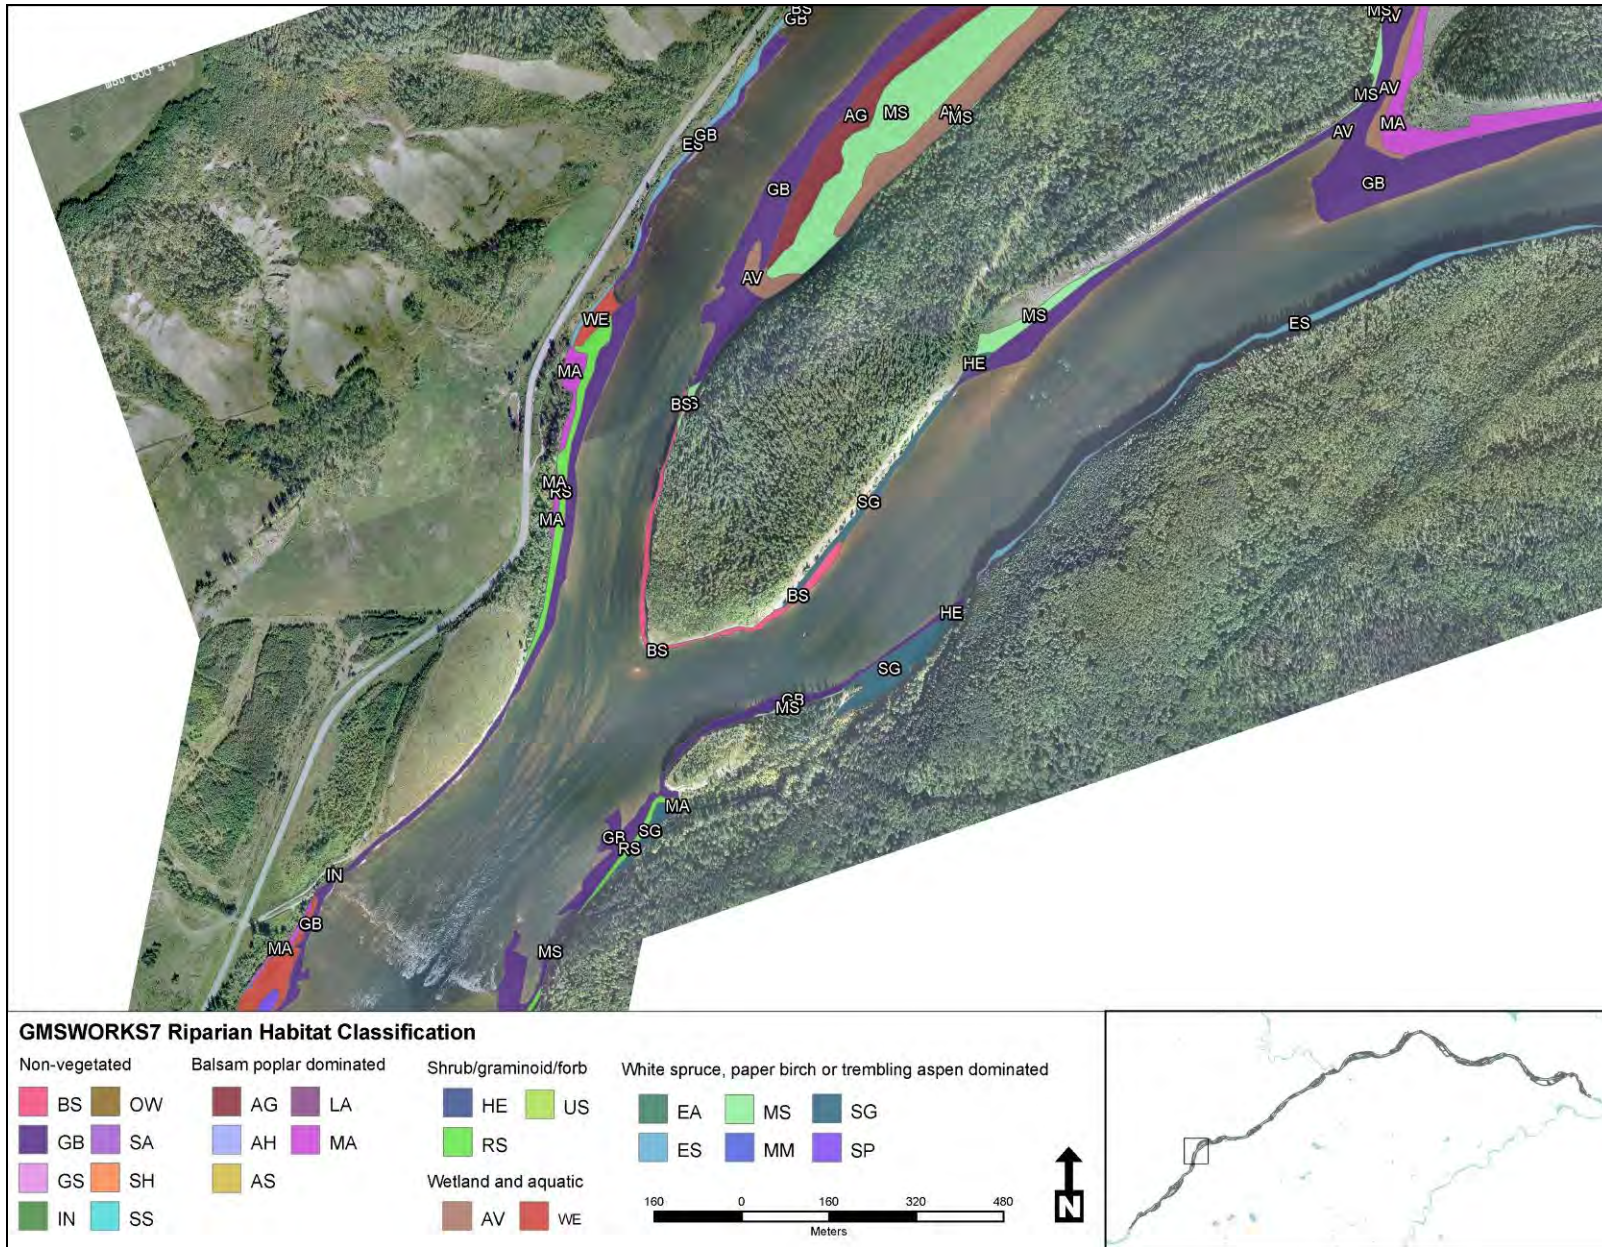 BS
GB
MS
AV
GB
ES
AG
MS
AV
MS
MS
AV
AV
MA
GB
GB
AV
WE
MA
MS
HE
ES
BS
MA
RS
MA
SG
BS
HE
BS
SG
GB
MS
MA
SG
GB
RS
IN
GB
MA
MS
GMSWORKS7 Riparian Habitat Classification
Non-vegetated
BS OW
GB SA
GS SH
IN SS
Balsam poplar dominated
AG LA
AH MA
AS
Shrub/graminoid/forb
HE US
RS
Wetland and aquatic
AV WE
White spruce, paper birch or trembling aspen dominated
EA MS SG
ES MM SP
160 0 160 320 480
Meters
N